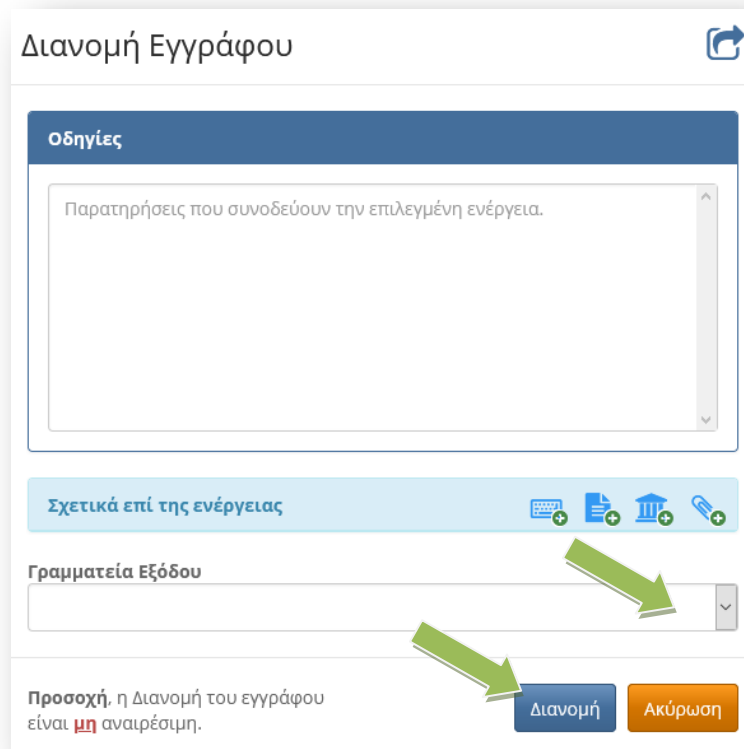 Διανομή Εγγράφου
Οδηγίες
Παρατηρήσεις που συνοδεύουν την επιλεγμένη ενέργεια.
Σχετικά επί της ενέργειας
Γραμματεία Εξόδου
Προσοχή, η Διανομή του εγγράφου
είναι μη αναιρέσιμη.
Διανομή
Ακύρωση